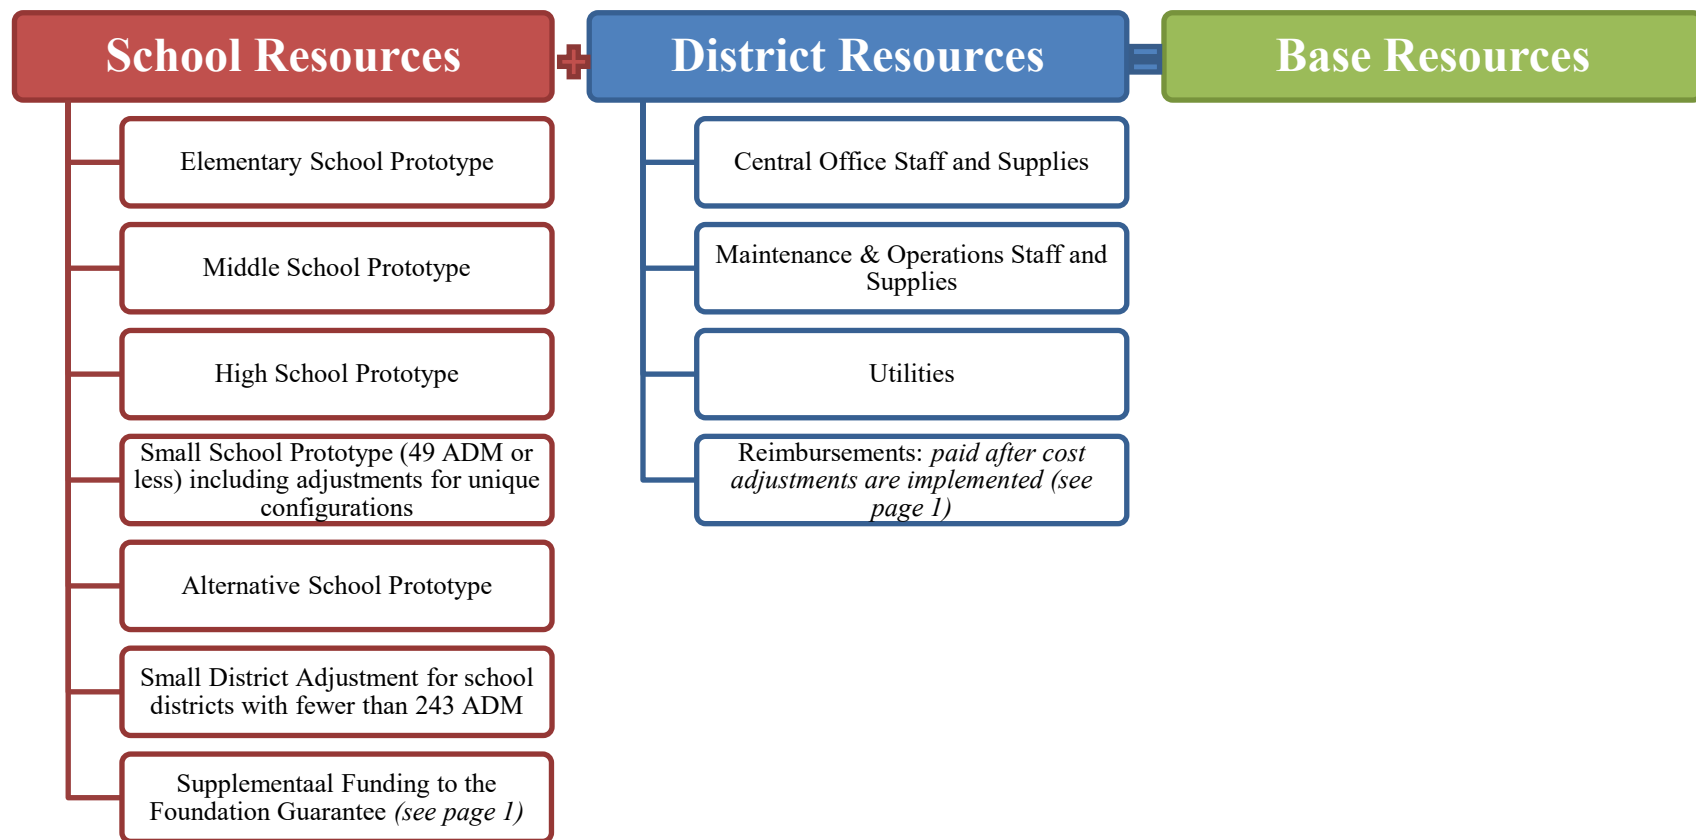 School Resources
+
District Resources
=
Base Resources
Elementary School Prototype
Middle School Prototype
High School Prototype
Small School Prototype (49 ADM or
less) including adjustments for unique
configurations
Alternative School Prototype
Small District Adjustment for school
districts with fewer than 243 ADM
Supplementaal Funding to the
Foundation Guarantee (see page 1)
Central Office Staff and Supplies
Maintenance & Operations Staff and
Supplies
Utilities
Reimbursements: paid after cost
adjustments are implemented (see
page 1)